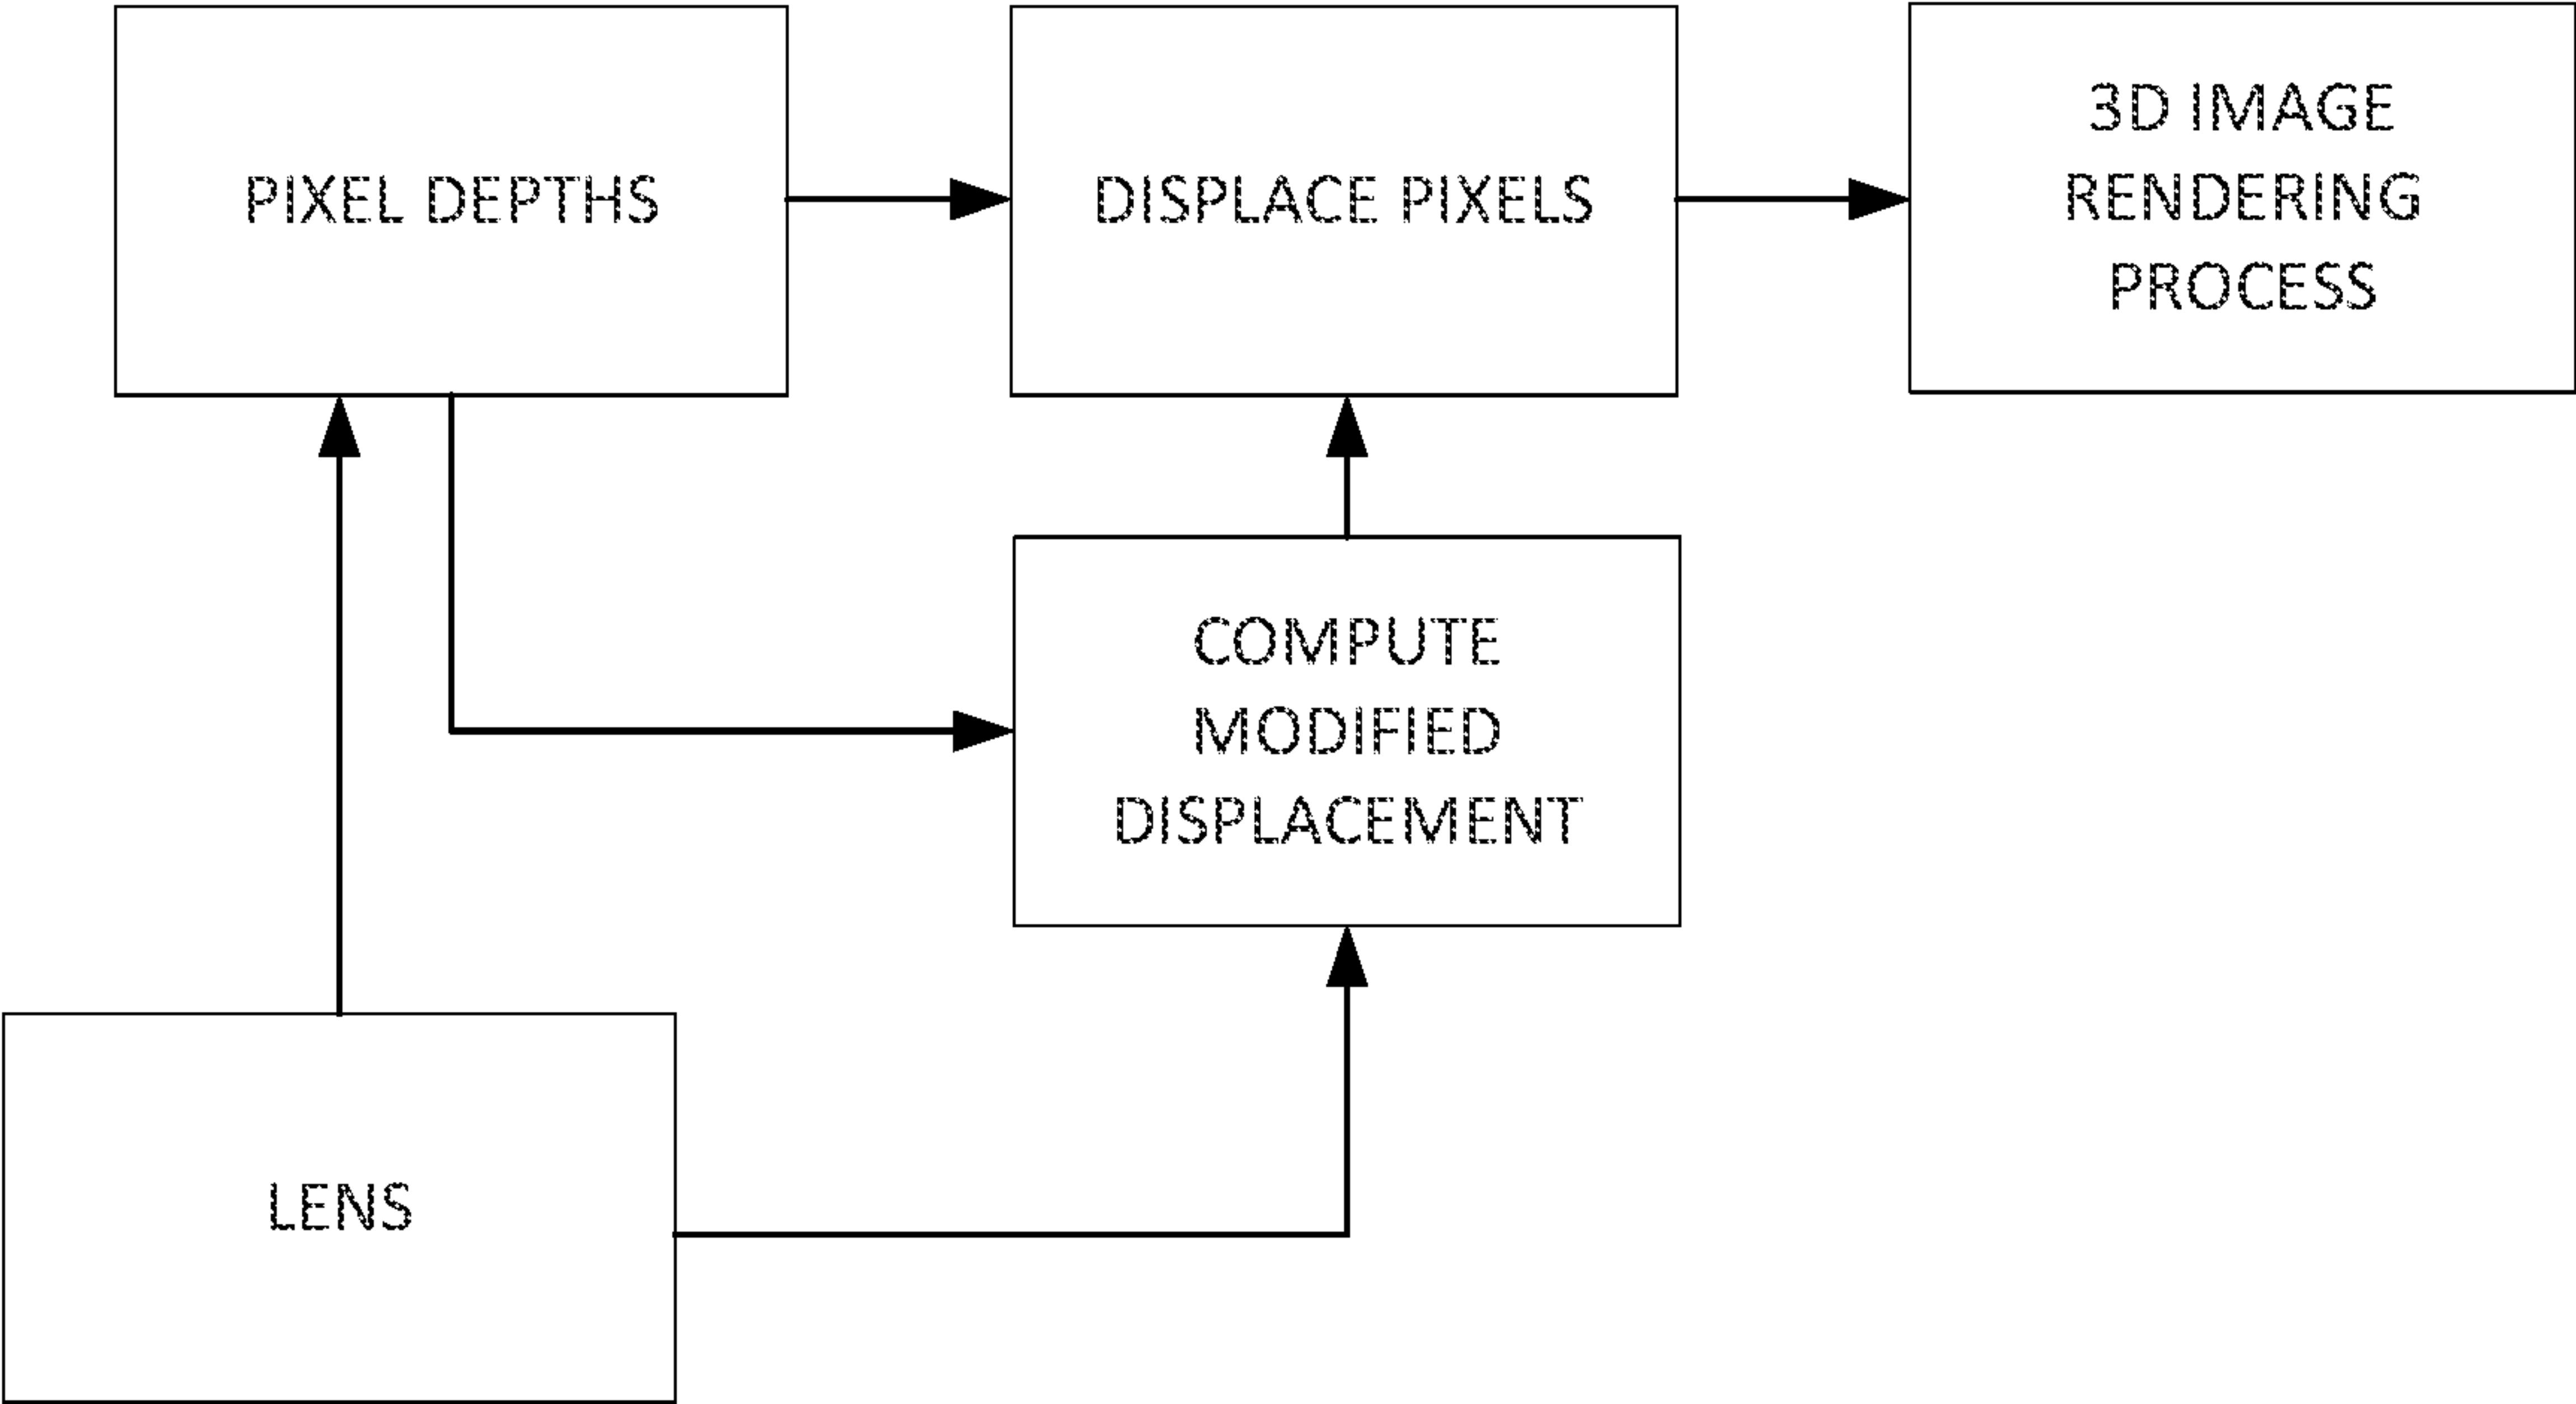 PIXEL DEPTHS
DISPLACE PIXELS
3D IMAGE
RENDERING
PROCESS
COMPUTE
MODIFIED
DISPLACEMENT
LENS